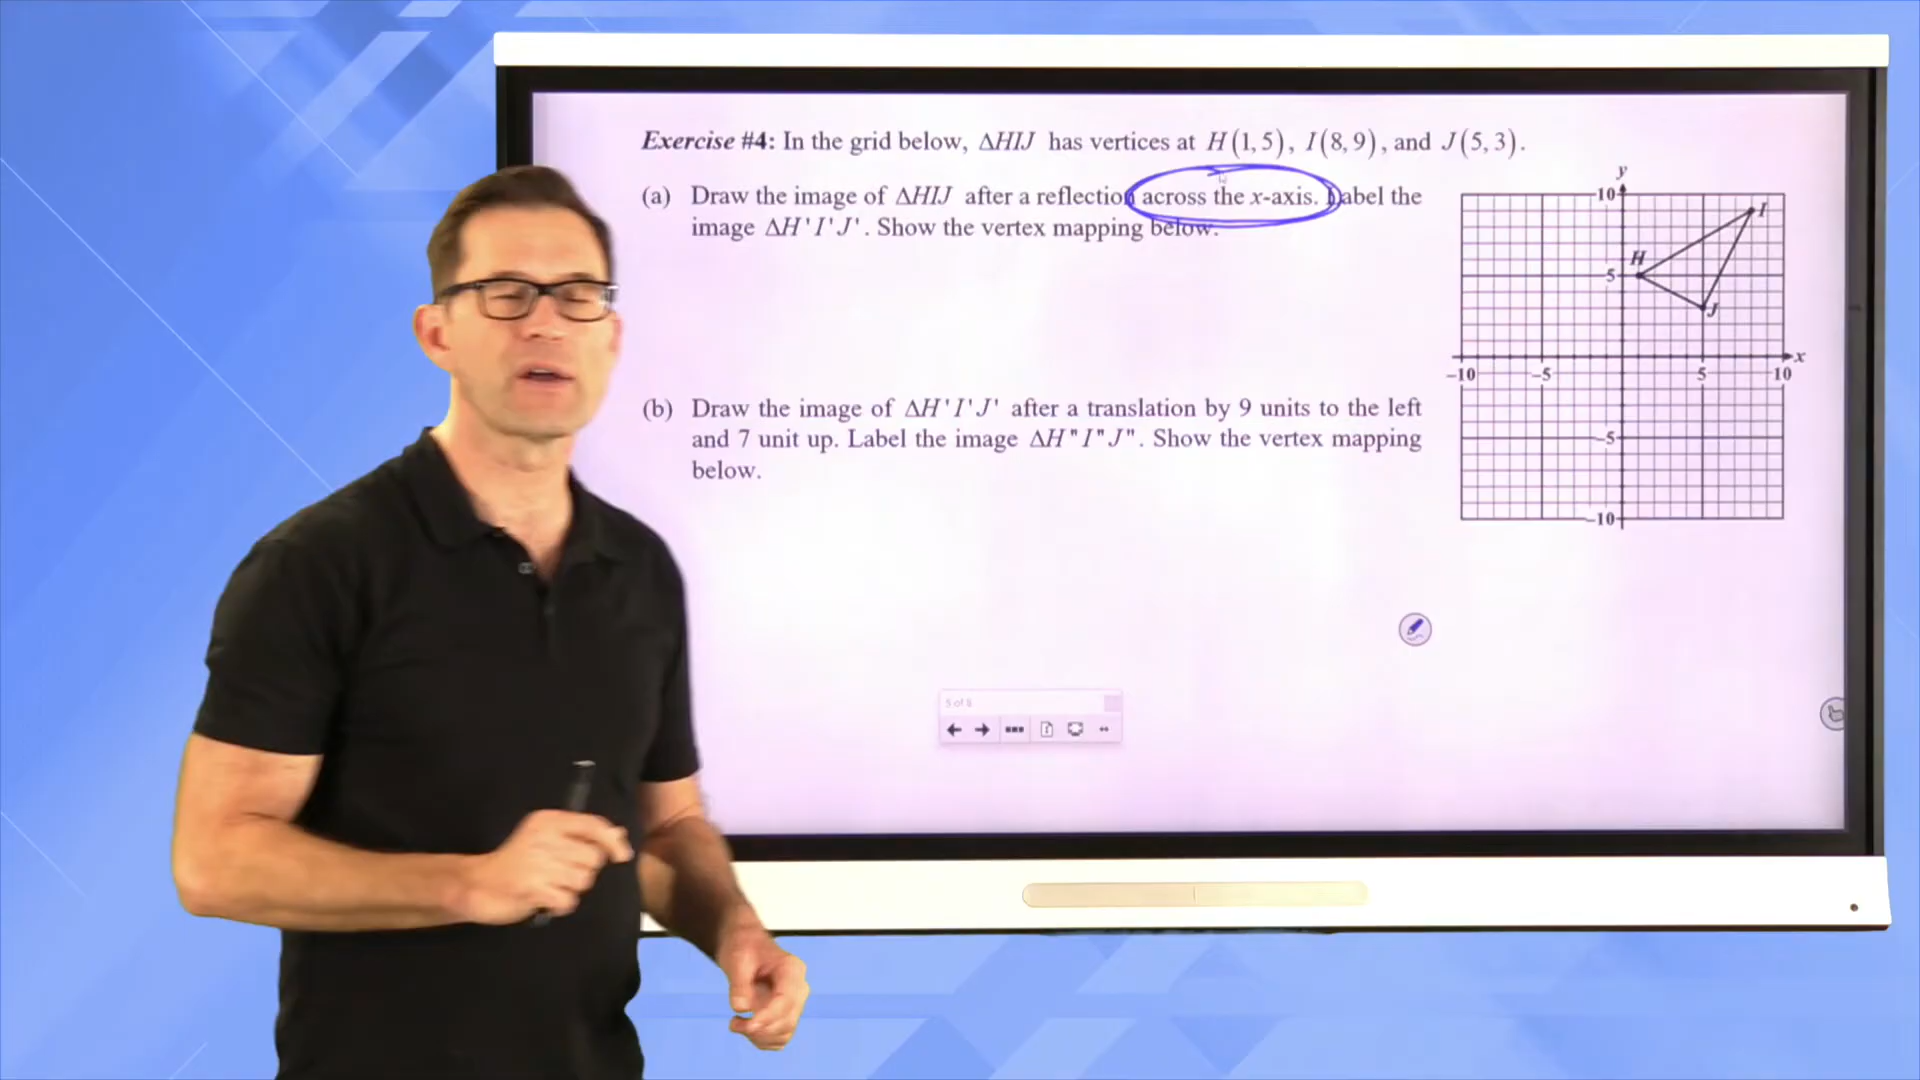 Exercise #4: In the grid below, ΔHIJ has vertices at H(1,5), I(8,9), and J(5,3).
(a) Draw the image of ΔHIJ after a reflection across the x-axis. Label the
image ΔH'I'J'. Show the vertex mapping below.
(b) Draw the image of ΔH'I'J' after a translation by 9 units to the left
and 7 unit up. Label the image ΔH"I"J". Show the vertex mapping
below.
y
10
I
H
5
J
x
-10 -5 5 10
-5
-10
5 of 8